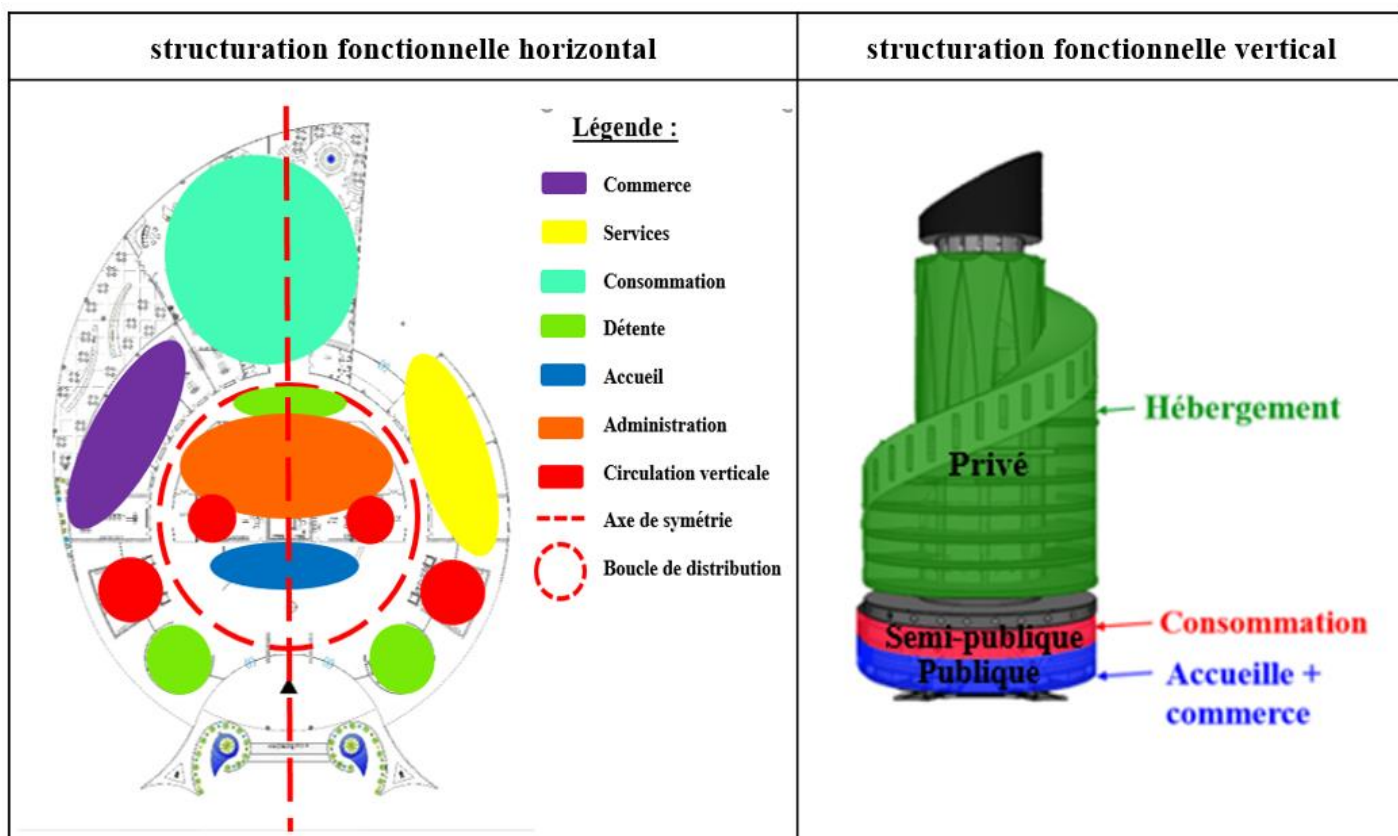 structuration fonctionnelle horizontal
structuration fonctionnelle vertical
Légende :
Commerce
Services
Consommation
Détente
Accueil
Administration
Circulation verticale
Axe de symétrie
Boucle de distribution
Hébergement
Privé
Semi-publique
Publique
Consommation
Accueille +
commerce